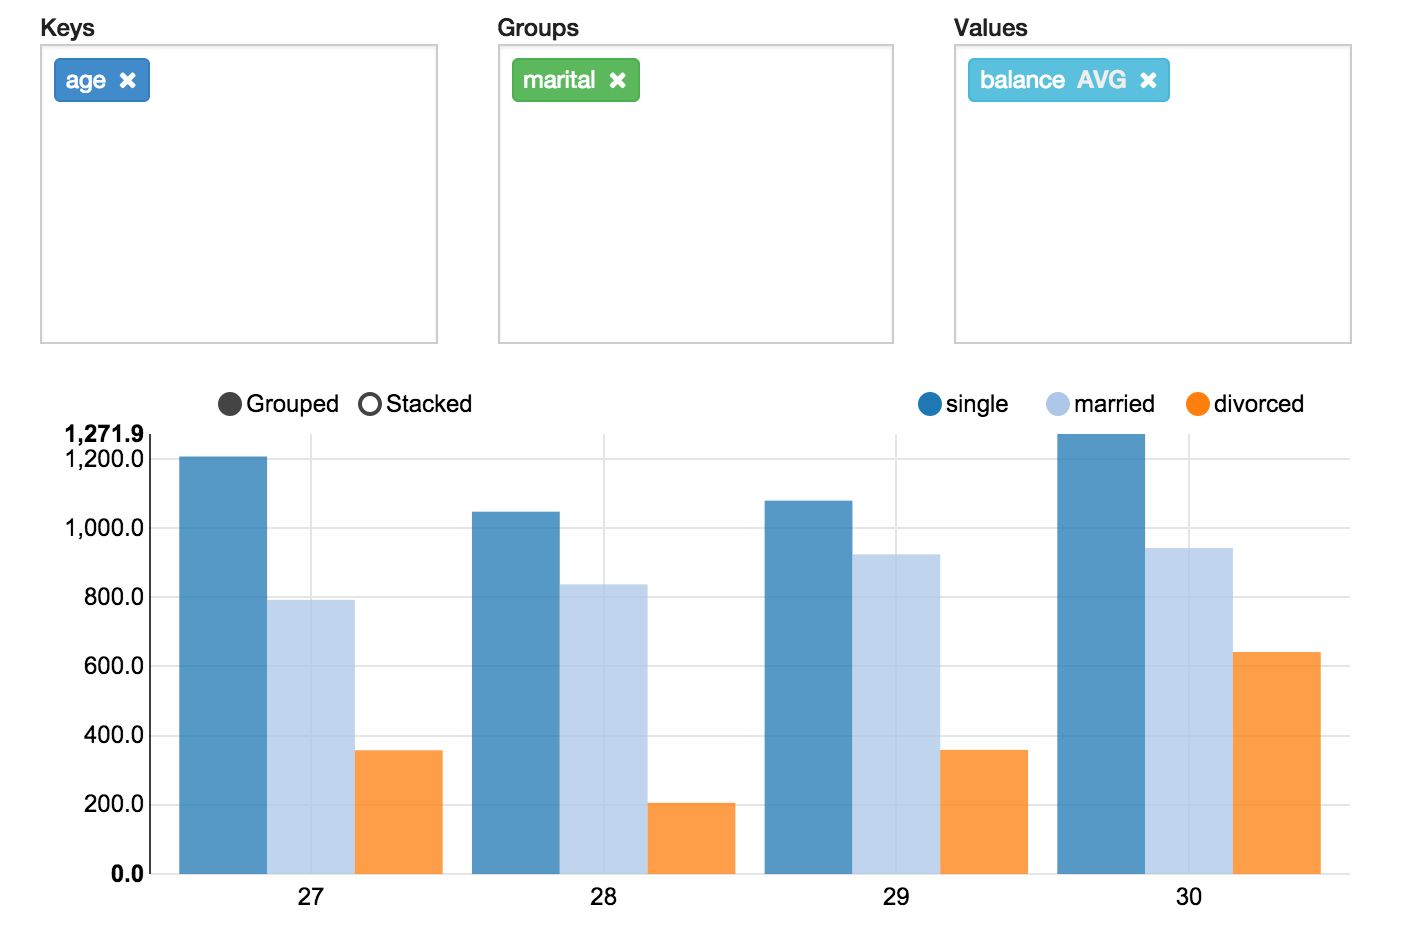 Keys Groups Values
age ✖ marital ✖ balance AVG ✖
Grouped Stacked single married divorced
1,271.9
1,200.0
1,000.0
800.0
600.0
400.0
200.0
0.0
27 28 29 30